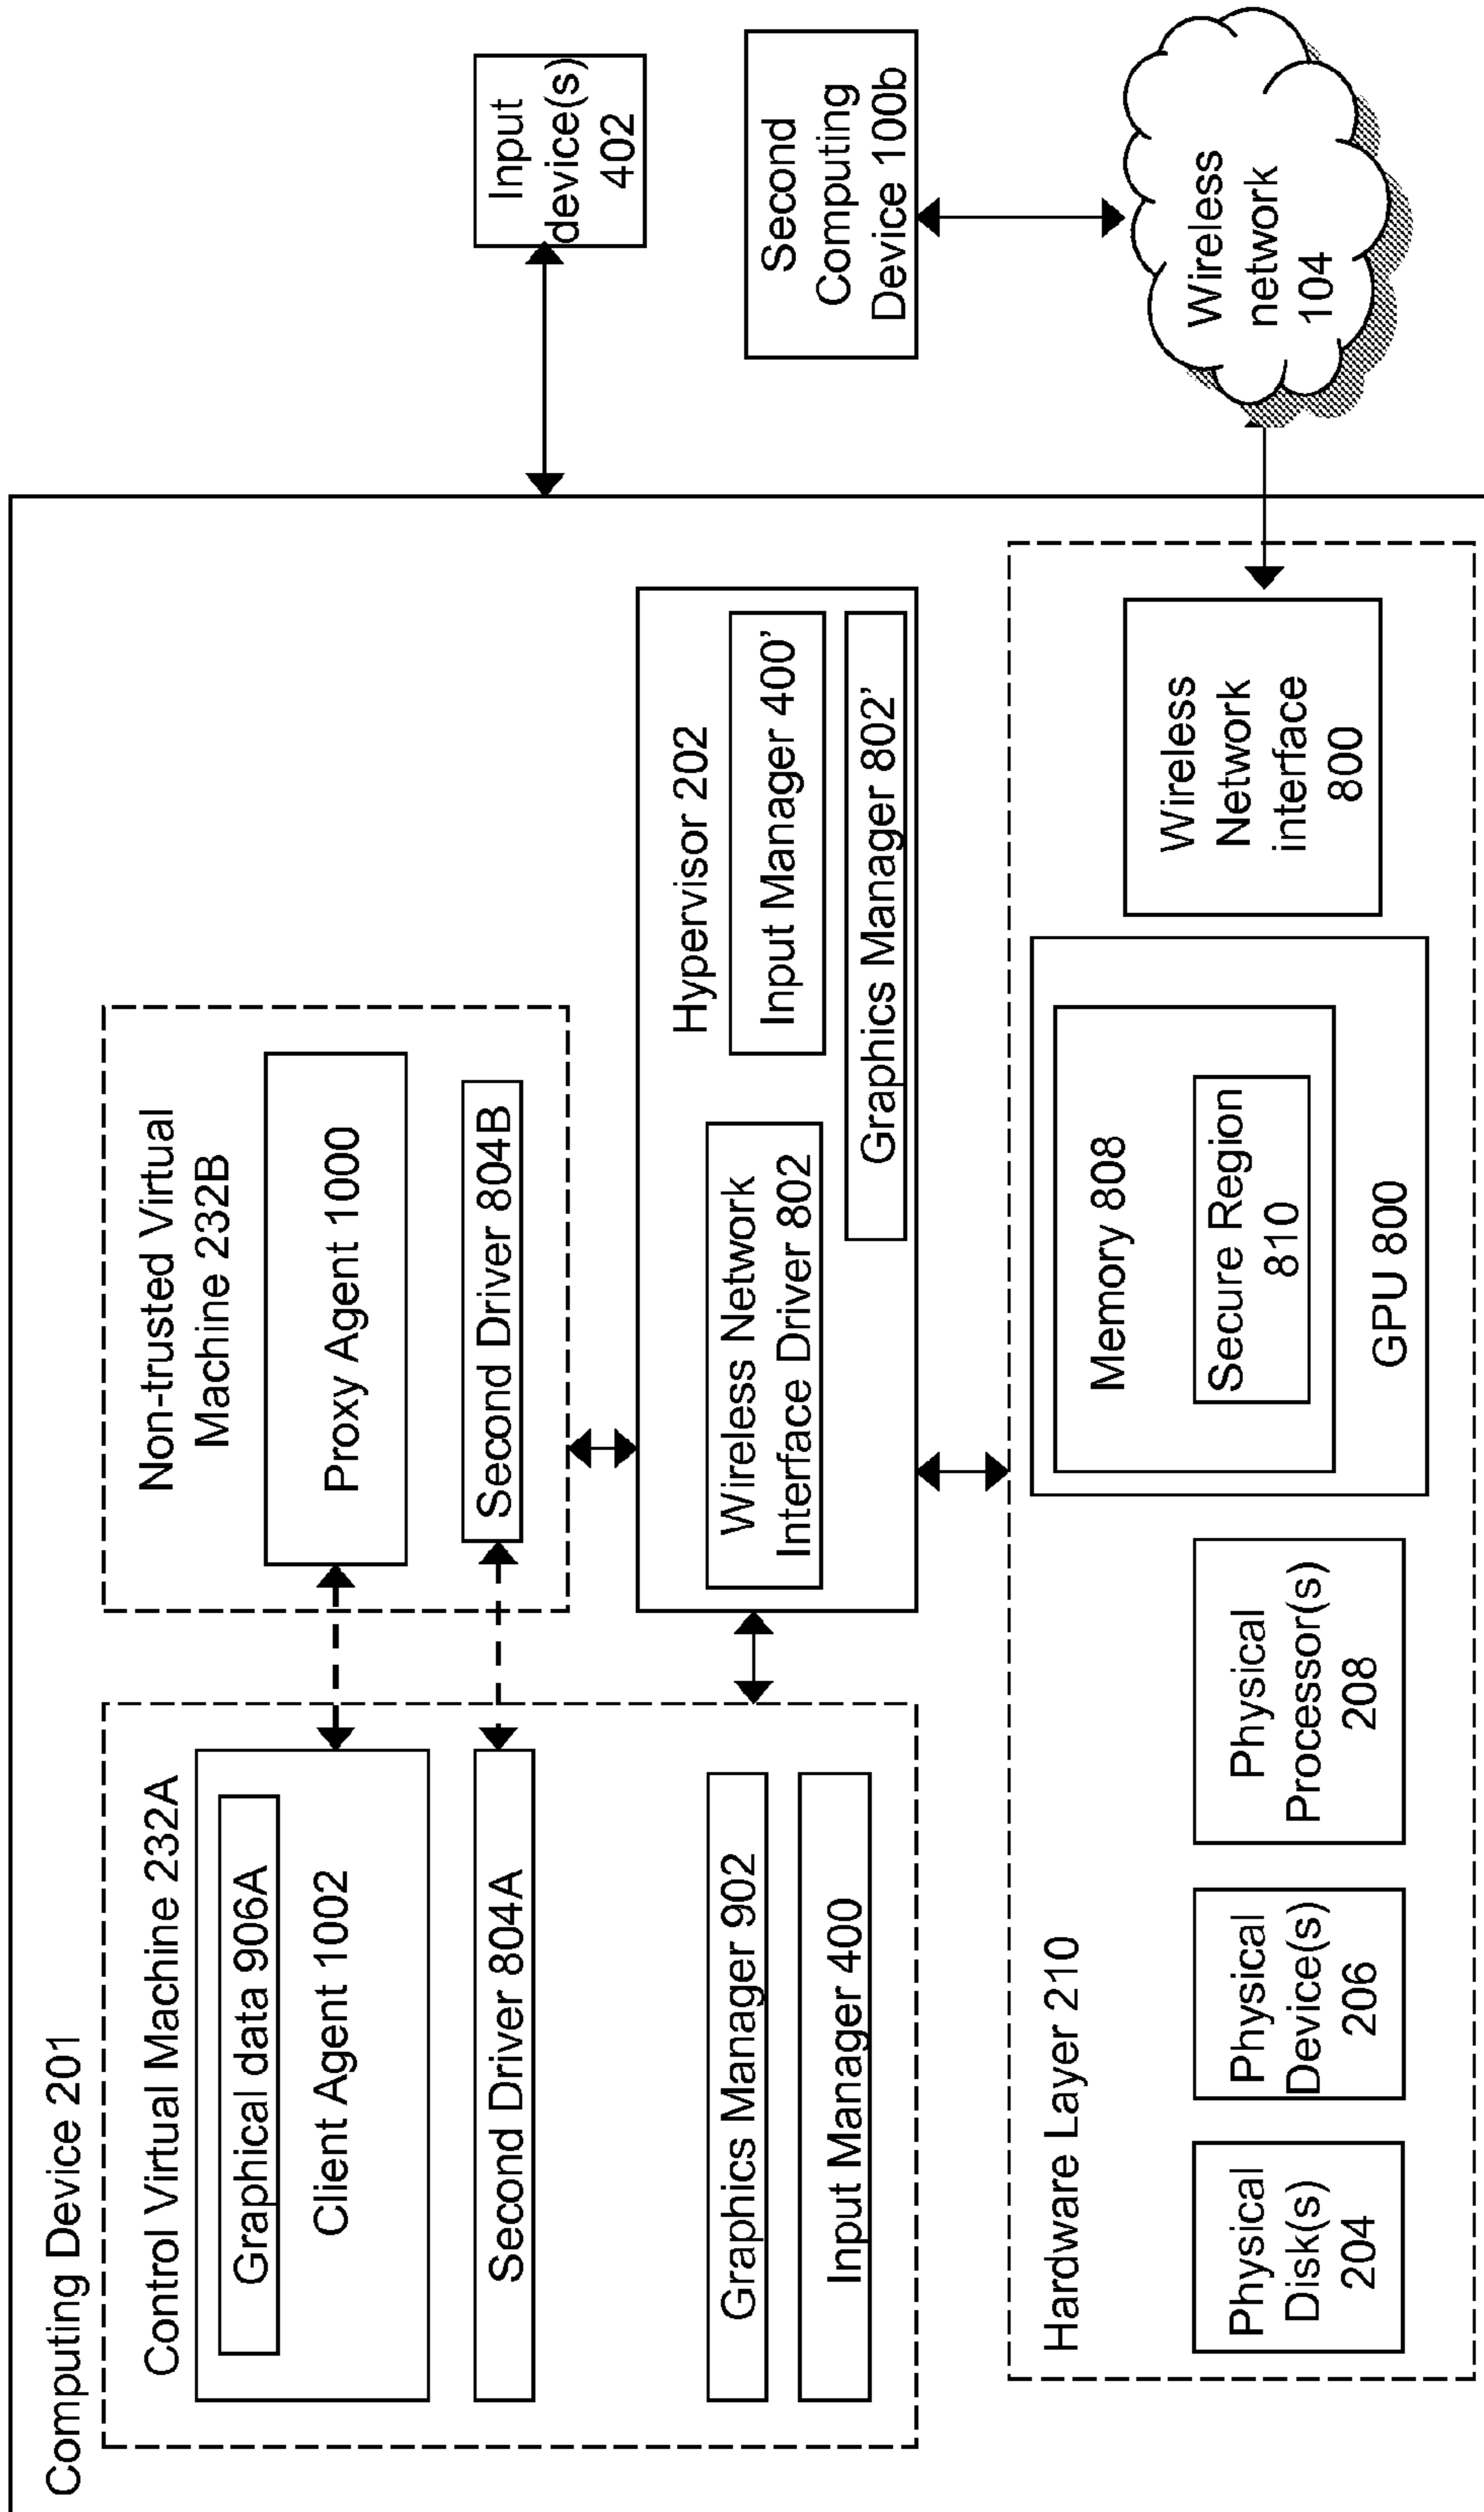 Computing Device 201
Control Virtual Machine 232A
Graphical data 906A
Client Agent 1002
Second Driver 804A
Graphics Manager 902
Input Manager 400
Non-trusted Virtual
Machine 232B
Proxy Agent 1000
Second Driver 804B
Hypervisor 202
Wireless Network
Interface Driver 802
Input Manager 400'
Graphics Manager 802'
Input
device(s)
402
Second
Computing
Device 100b
Wireless
network
104
Hardware Layer 210
Physical
Disk(s)
204
Physical
Device(s)
206
Physical
Processor(s)
208
Memory 808
Secure Region
810
GPU 800
Wireless
Network
interface
800